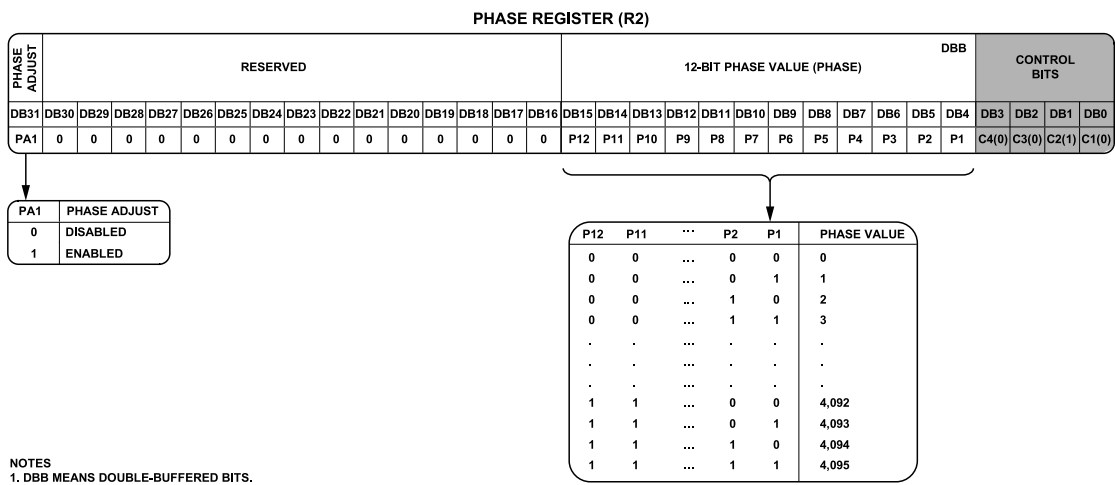 PHASE REGISTER (R2)
PHASE ADJUST RESERVED 12-BIT PHASE VALUE (PHASE) DBB CONTROL BITS
DB31 DB30 DB29 DB28 DB27 DB26 DB25 DB24 DB23 DB22 DB21 DB20 DB19 DB18 DB17 DB16 DB15 DB14 DB13 DB12 DB11 DB10 DB9 DB8 DB7 DB6 DB5 DB4 DB3 DB2 DB1 DB0
PA1 0 0 0 0 0 0 0 0 0 0 0 0 0 0 0 P12 P11 P10 P9 P8 P7 P6 P5 P4 P3 P2 P1 C4(0) C3(0) C2(1) C1(0)
PA1 PHASE ADJUST
0 DISABLED
1 ENABLED
P12 P11 ... P2 P1 PHASE VALUE
0 0 ... 0 0 0
0 0 ... 0 1 1
0 0 ... 1 0 2
0 0 ... 1 1 3
. . ... . . .
. . ... . . .
. . ... . . .
1 1 ... 0 0 4,092
1 1 ... 0 1 4,093
1 1 ... 1 0 4,094
1 1 ... 1 1 4,095
NOTES
1. DBB MEANS DOUBLE-BUFFERED BITS.